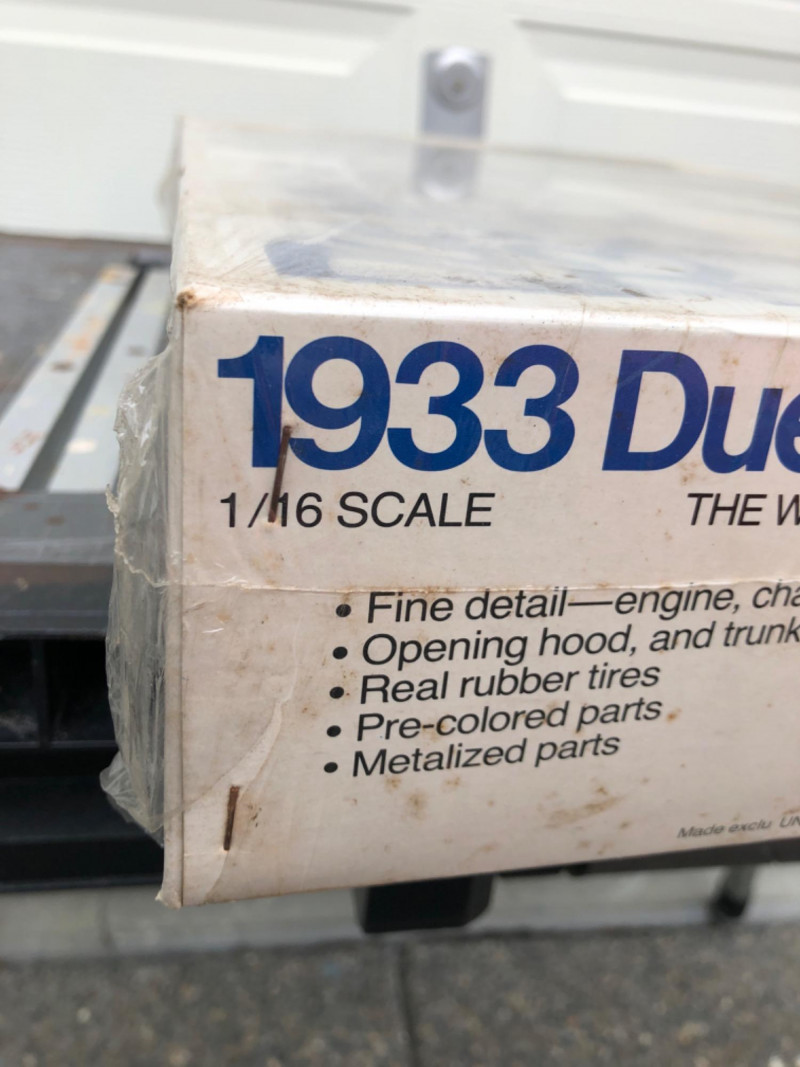 1933 Due
1/16 SCALE THE W
• Fine detail—engine, cha
• Opening hood, and trunk
• Real rubber tires
• Pre-colored parts
• Metalized parts
Made exclu UN